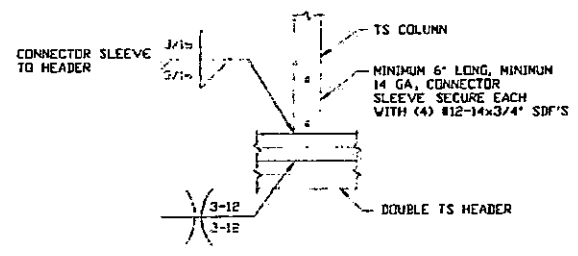 CONNECTOR SLEEVE
TO HEADER
3/16
3/16
TS COLUMN
MINIMUM 6" LONG, MINIMUM
14 GA, CONNECTOR
SLEEVE SECURE EACH
WITH (4) #12-14x3/4" SDF'S
3-12
3-12
DOUBLE TS HEADER